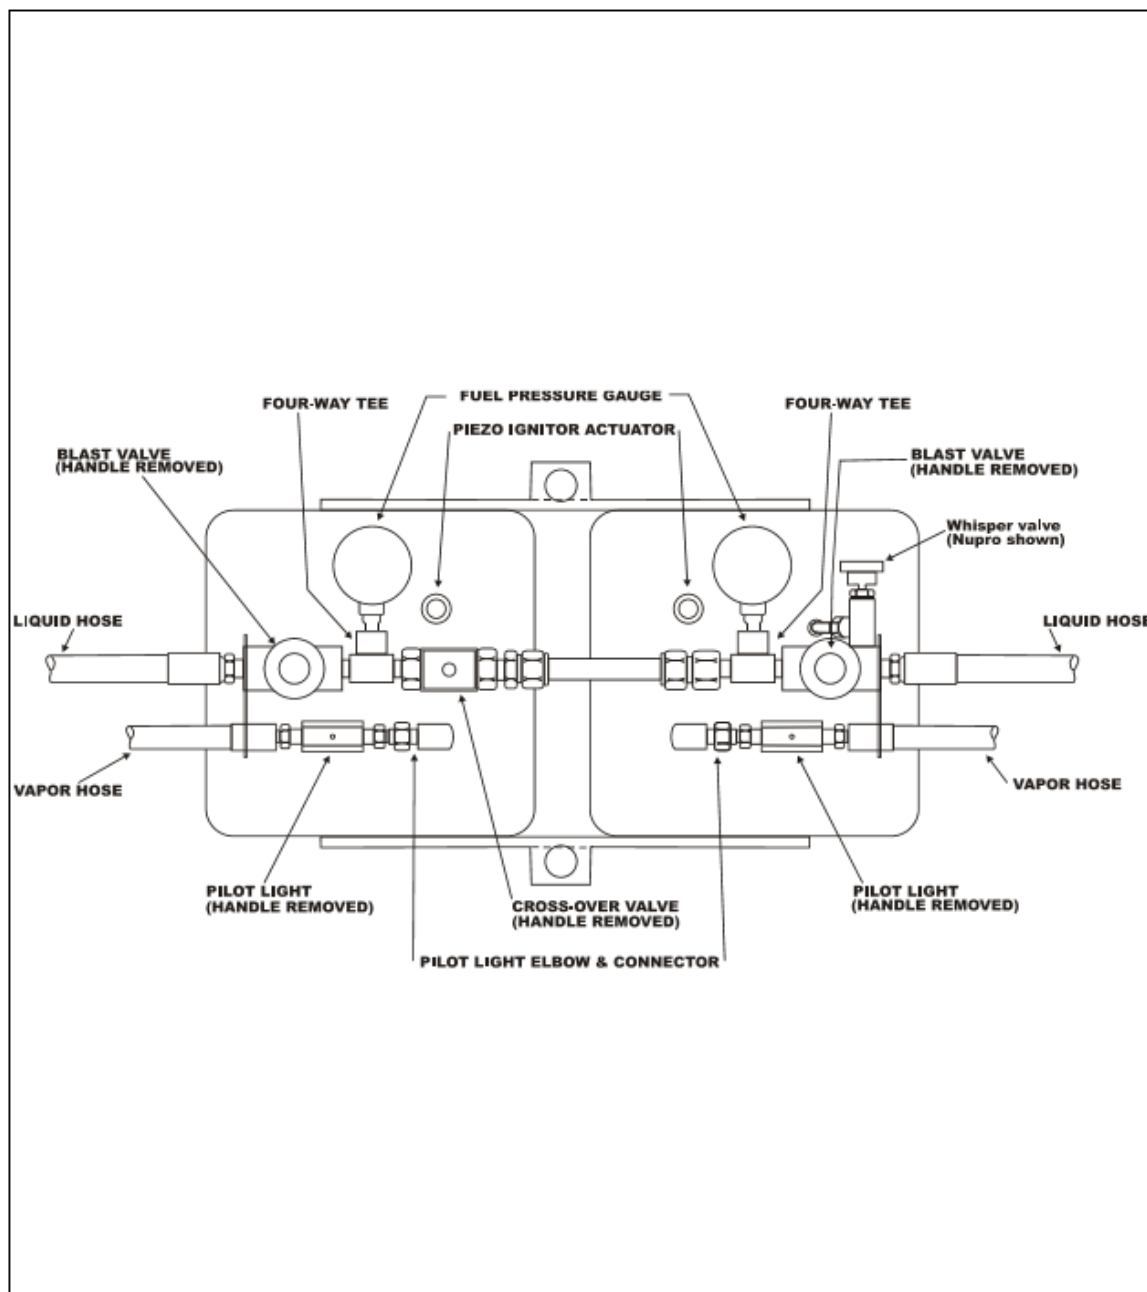 FUEL PRESSURE GAUGE
FOUR-WAY TEE
FOUR-WAY TEE
PIEZO IGNITOR ACTUATOR
BLAST VALVE
(HANDLE REMOVED)
BLAST VALVE
(HANDLE REMOVED)
Whisper valve
(Nupro shown)
LIQUID HOSE
LIQUID HOSE
VAPOR HOSE
VAPOR HOSE
PILOT LIGHT
(HANDLE REMOVED)
CROSS-OVER VALVE
(HANDLE REMOVED)
PILOT LIGHT
(HANDLE REMOVED)
PILOT LIGHT ELBOW & CONNECTOR